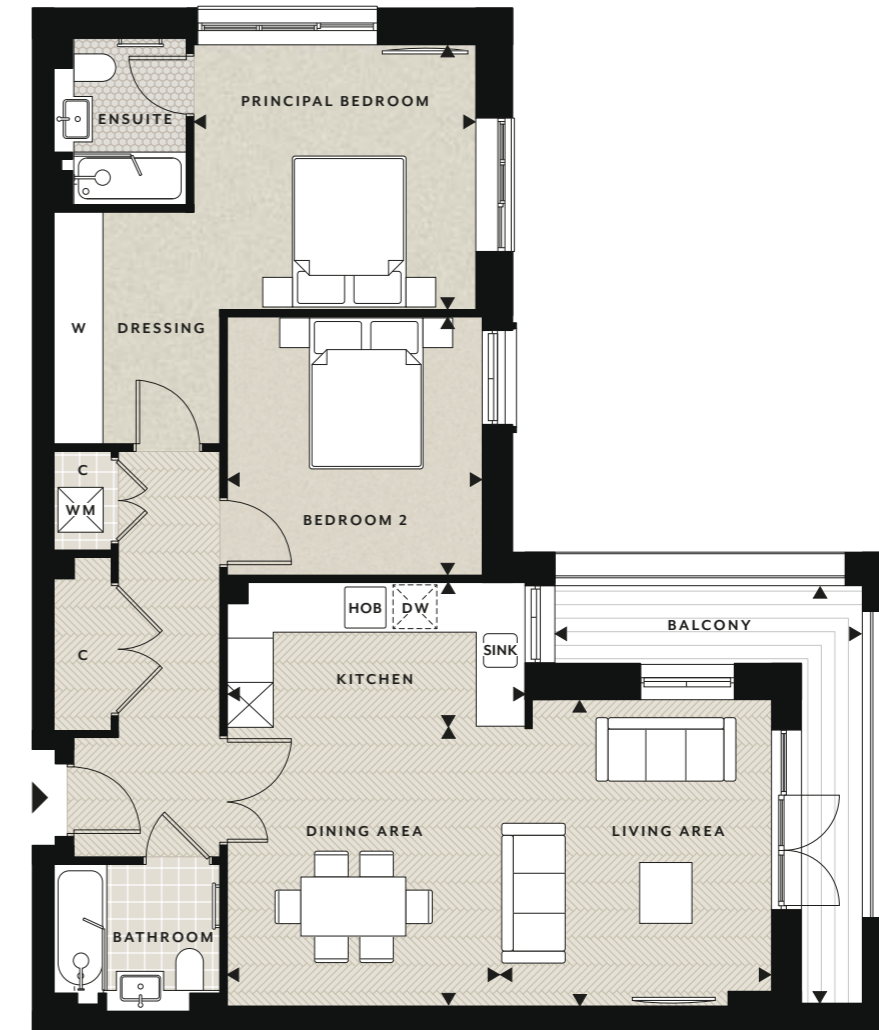 PRINCIPAL BEDROOM
ENSUITE
W
DRESSING
C
WM
BEDROOM 2
HOB
DW
BALCONY
SINK
C
KITCHEN
DINING AREA
LIVING AREA
BATHROOM